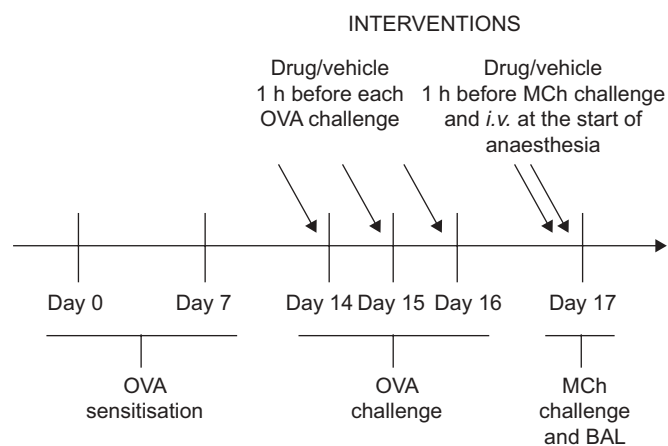 INTERVENTIONS
Drug/vehicle
1 h before each
OVA challenge
Drug/vehicle
1 h before MCh challenge
and i.v. at the start of
anaesthesia
Day 0
Day 7
Day 14
Day 15
Day 16
Day 17
OVA
sensitisation
OVA
challenge
MCh
challenge
and BAL